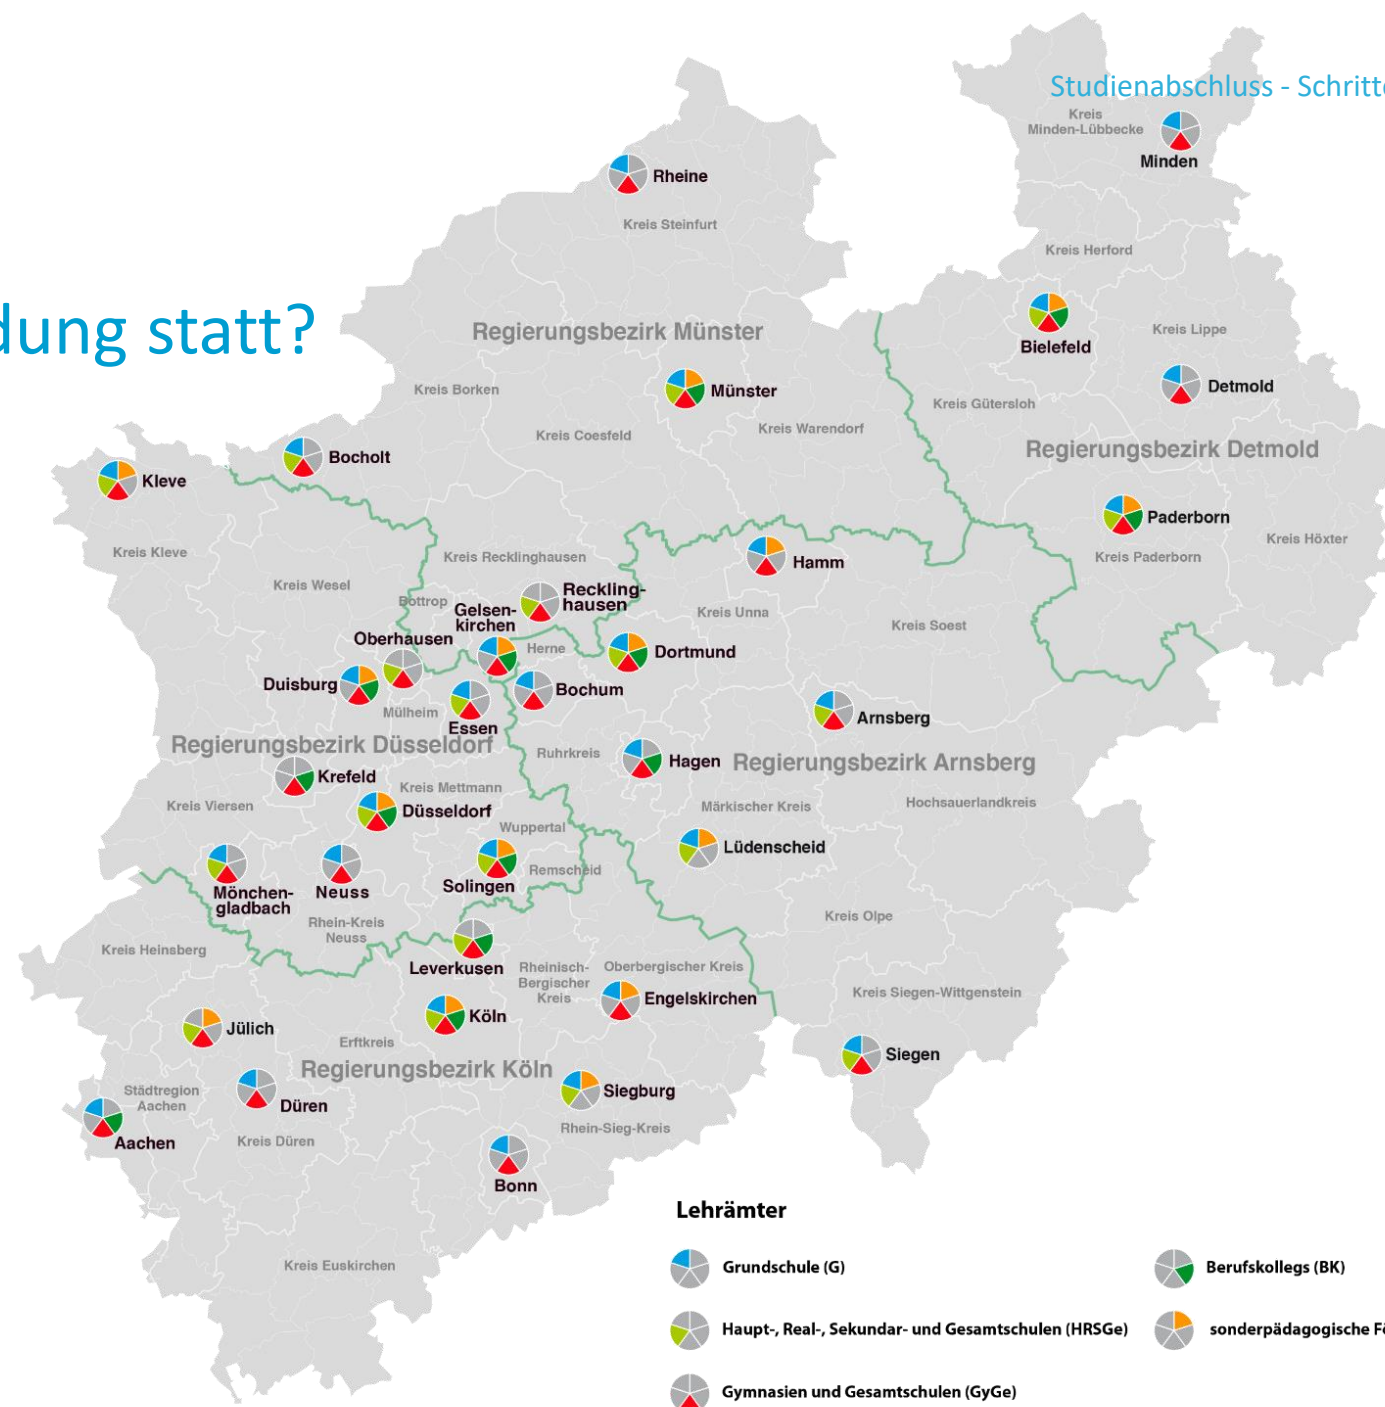 Studienabschluss - Schritte
dung statt?
Kreis
Minden-Lübbecke
Minden
Rheine
Kreis Steinfurt
Kreis Herford
Regierungsbezirk Münster
Kreis Lippe
Bielefeld
Münster
Detmold
Kreis Borken
Kreis Gütersloh
Kreis Coesfeld
Kreis Warendorf
Regierungsbezirk Detmold
Bocholt
Kleve
Paderborn
Kreis Höxter
Kreis Kleve
Kreis Recklinghausen
Kreis Paderborn
Hamm
Kreis Wesel
Reckling-
hausen
Bottrop
Gelsen-
kirchen
Kreis Unna
Kreis Soest
Oberhausen
Herne
Dortmund
Duisburg
Bochum
Mülheim
Arnsberg
Essen
Regierungsbezirk Düsseldorf
Ruhrkreis
Hagen
Regierungsbezirk Arnsberg
Krefeld
Kreis Mettmann
Kreis Viersen
Märkischer Kreis
Hochsauerlandkreis
Düsseldorf
Wuppertal
Lüdenscheid
Remscheid
Solingen
Mönchen-
gladbach
Neuss
Rhein-Kreis
Neuss
Kreis Olpe
Kreis Heinsberg
Leverkusen
Rheinisch-
Bergischer
Kreis
Oberbergischer Kreis
Kreis Siegen-Wittgenstein
Engelskirchen
Köln
Jülich
Erftkreis
Siegen
Regierungsbezirk Köln
Städtregion
Aachen
Siegburg
Düren
Rhein-Sieg-Kreis
Aachen
Kreis Düren
Bonn
Kreis Euskirchen
Lehrämter
Grundschule (G)
Berufskollegs (BK)
Haupt-, Real-, Sekundar- und Gesamtschulen (HRSGe)
sonderpädagogische Fö
Gymnasien und Gesamtschulen (GyGe)